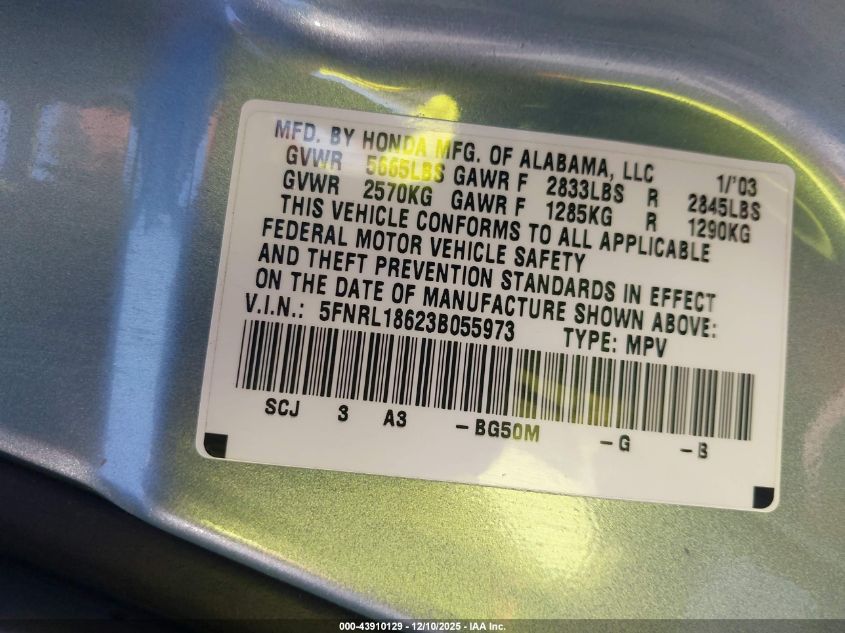 MFD. BY HONDA MFG. OF ALABAMA, LLC 1/'03
GVWR 5665LBS GAWR F 2833LBS R 2845LBS
GVWR 2570KG GAWR F 1285KG R 1290KG
THIS VEHICLE CONFORMS TO ALL APPLICABLE
FEDERAL MOTOR VEHICLE SAFETY
AND THEFT PREVENTION STANDARDS IN EFFECT
ON THE DATE OF MANUFACTURE SHOWN ABOVE:
V.I.N.: 5FNRL18623B055973 TYPE: MPV
SCJ 3 A3 -BG50M -G -B
000-43910129 - 12/10/2025 - IAA Inc.